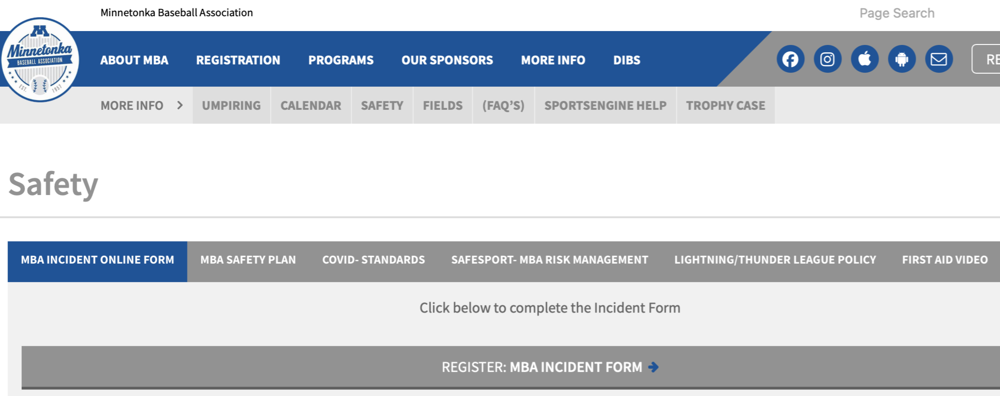 Minnetonka Baseball Association
Page Search
M
Minnetonka
BASEBALL ASSOCIATION
EST. 1957
ABOUT MBA REGISTRATION PROGRAMS OUR SPONSORS MORE INFO DIBS
MORE INFO > UMPIRING CALENDAR SAFETY FIELDS (FAQ’S) SPORTSENGINE HELP TROPHY CASE
Safety
MBA INCIDENT ONLINE FORM MBA SAFETY PLAN COVID- STANDARDS SAFESPORT- MBA RISK MANAGEMENT LIGHTNING/THUNDER LEAGUE POLICY FIRST AID VIDEO
Click below to complete the Incident Form
REGISTER: MBA INCIDENT FORM